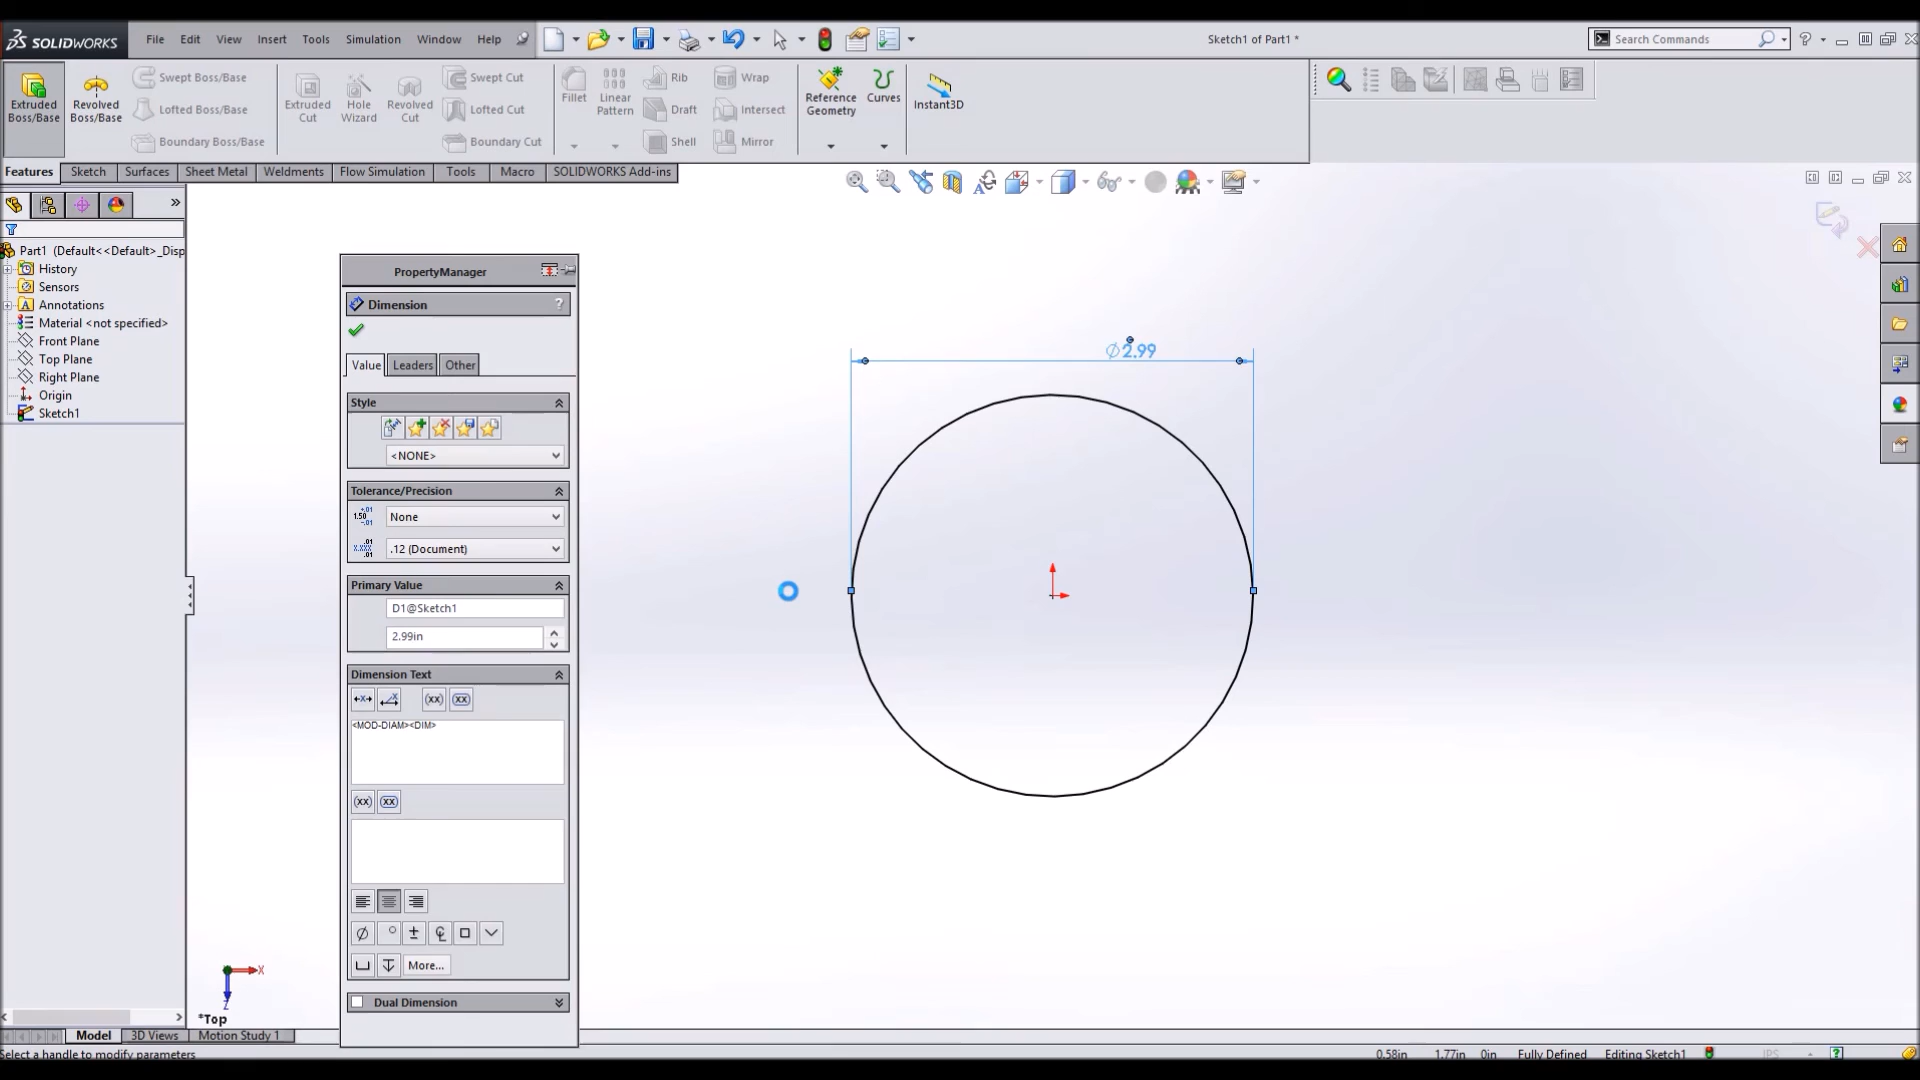 SOLIDWORKS File Edit View Insert Tools Simulation Window Help Sketch1 of Part1 * Search Commands ?
Extruded Boss/Base
Revolved Boss/Base
Swept Boss/Base
Lofted Boss/Base
Boundary Boss/Base
Extruded Cut
Hole Wizard
Revolved Cut
Swept Cut
Lofted Cut
Boundary Cut
Fillet
Linear Pattern
Rib
Draft
Shell
Wrap
Intersect
Mirror
Reference Geometry
Curves
Instant3D
Features Sketch Surfaces Sheet Metal Weldments Flow Simulation Tools Macro SOLIDWORKS Add-ins
Part1 (Default<<Default>_Disp
History
Sensors
Annotations
Material <not specified>
Front Plane
Top Plane
Right Plane
Origin
Sketch1
PropertyManager
Dimension ?
Value Leaders Other
Style
<NONE>
Tolerance/Precision
None
.12 (Document)
Primary Value
D1@Sketch1
2.99in
Dimension Text
(xx) (xx)
<MOD-DIAM><DIM>
(xx) (xx)
More...
Dual Dimension
∅2.99
X
Z
*Top
Model 3D Views Motion Study 1
Select a handle to modify parameters 0.58in 1.77in 0in Fully Defined Editing Sketch1 IPS ?